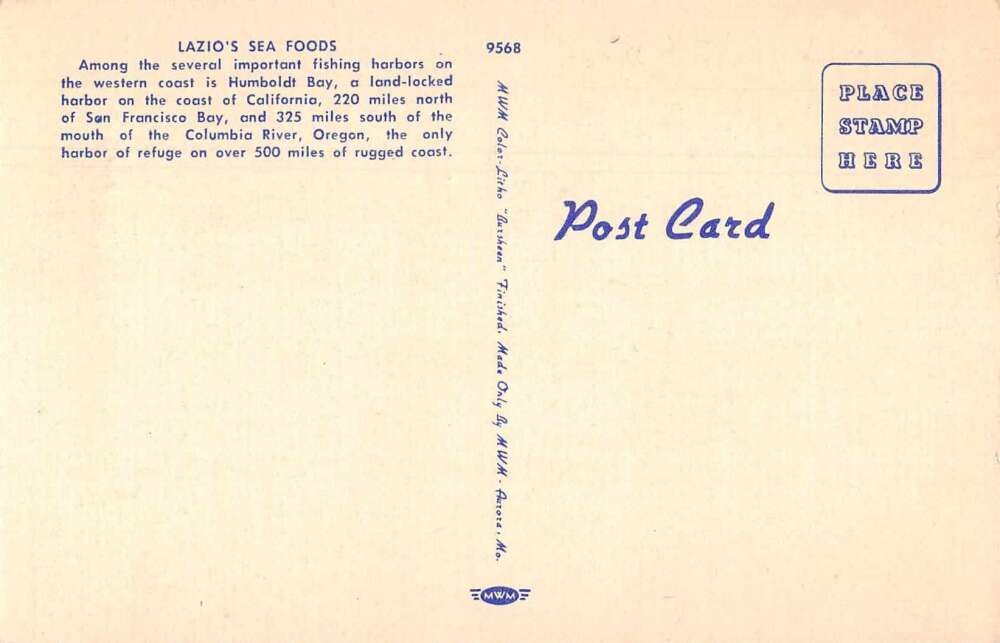 LAZIO'S SEA FOODS
Among the several important fishing harbors on
the western coast is Humboldt Bay, a land-locked
harbor on the coast of California, 220 miles north
of San Francisco Bay, and 325 miles south of the
mouth of the Columbia River, Oregon, the only
harbor of refuge on over 500 miles of rugged coast.
9568
MWM Color-Litho "Bursheen" Finished. Made Only By MWM - Aurora, Mo.
MWM
PLACE
STAMP
HERE
Post Card